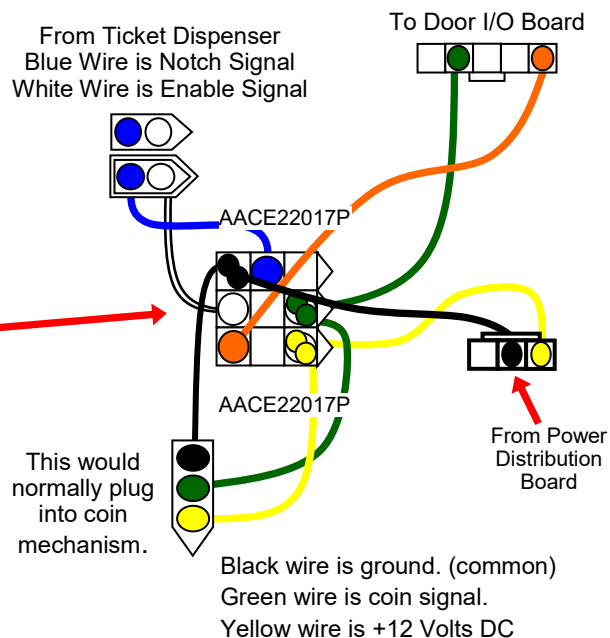 From Ticket Dispenser
Blue Wire is Notch Signal
White Wire is Enable Signal
To Door I/O Board
AACE22017P
AACE22017P
From Power
Distribution
Board
This would
normally plug
into coin
mechanism.
Black wire is ground. (common)
Green wire is coin signal.
Yellow wire is +12 Volts DC